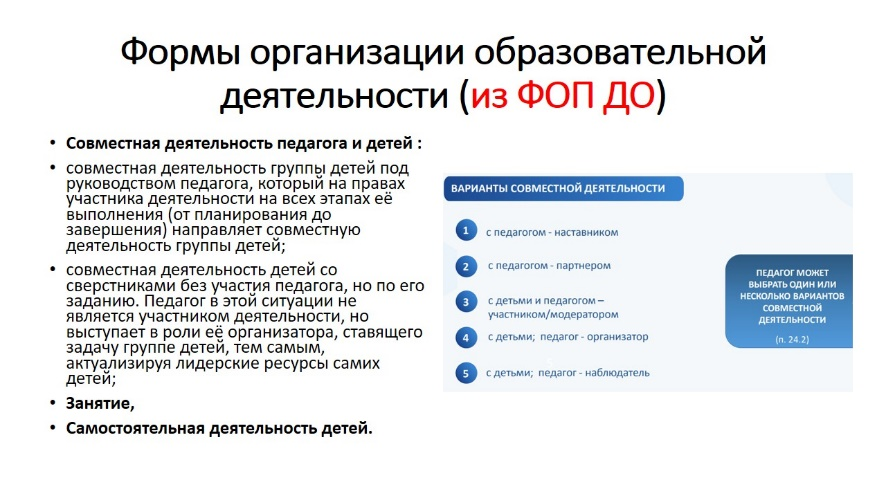 Формы организации образовательной
деятельности (из ФОП ДО)
• Совместная деятельность педагога и детей :
• совместная деятельность группы детей под
руководством педагога, который на правах
участника деятельности на всех этапах её
выполнения (от планирования до
завершения) направляет совместную
деятельность группы детей;
• совместная деятельность детей со
сверстниками без участия педагога, но по его
заданию. Педагог в этой ситуации не
является участником деятельности, но
выступает в роли её организатора, ставящего
задачу группе детей, тем самым,
актуализируя лидерские ресурсы самих
детей;
• Занятие,
• Самостоятельная деятельность детей.
ВАРИАНТЫ СОВМЕСТНОЙ ДЕЯТЕЛЬНОСТИ
1 с педагогом - наставником
2 с педагогом - партнером
3 с детьми и педагогом –
участником/модератором
4 с детьми; педагог - организатор
5 с детьми; педагог - наблюдатель
ПЕДАГОГ МОЖЕТ
ВЫБРАТЬ ОДИН ИЛИ
НЕСКОЛЬКО ВАРИАНТОВ
СОВМЕСТНОЙ
ДЕЯТЕЛЬНОСТИ
(п. 24.2)